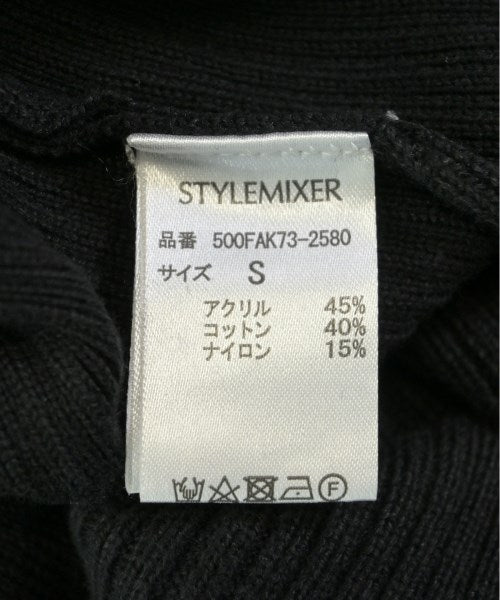 STYLEMIXER
品番 500FAK73-2580
サイズ S
アクリル 45%
コットン 40%
ナイロン 15%
F